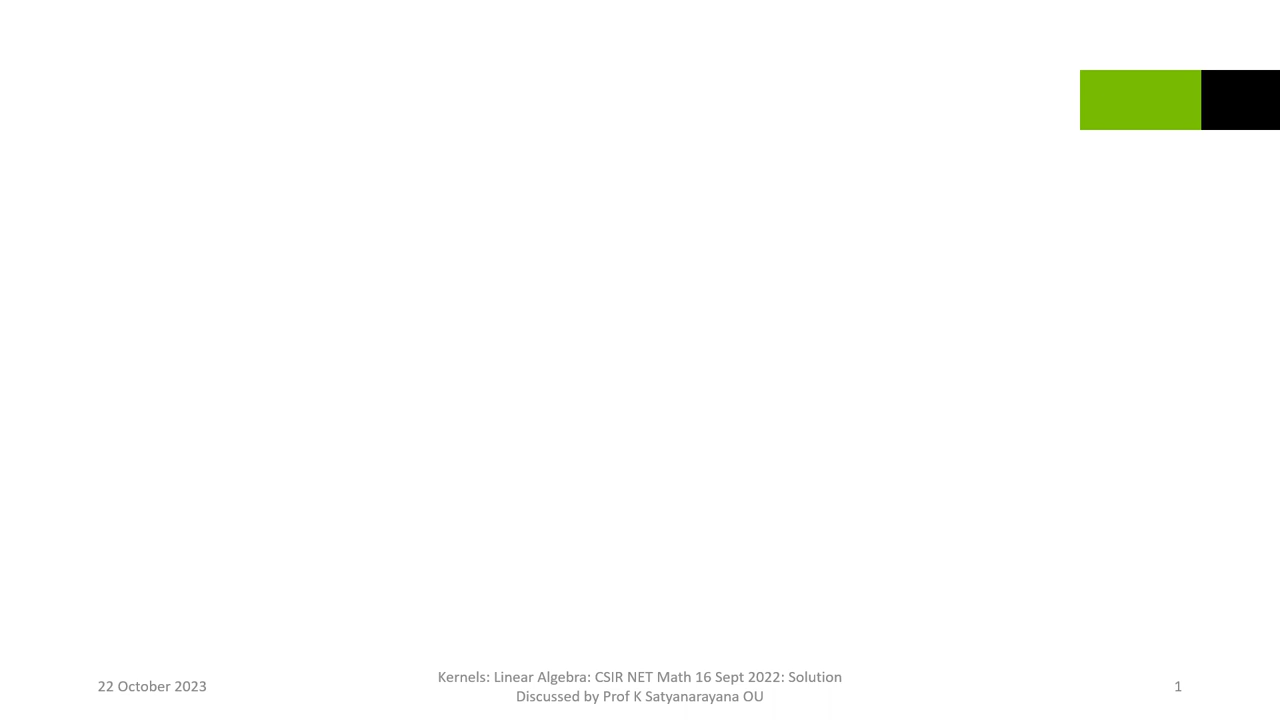 22 October 2023
Kernels: Linear Algebra: CSIR NET Math 16 Sept 2022: Solution
Discussed by Prof K Satyanarayana OU
1